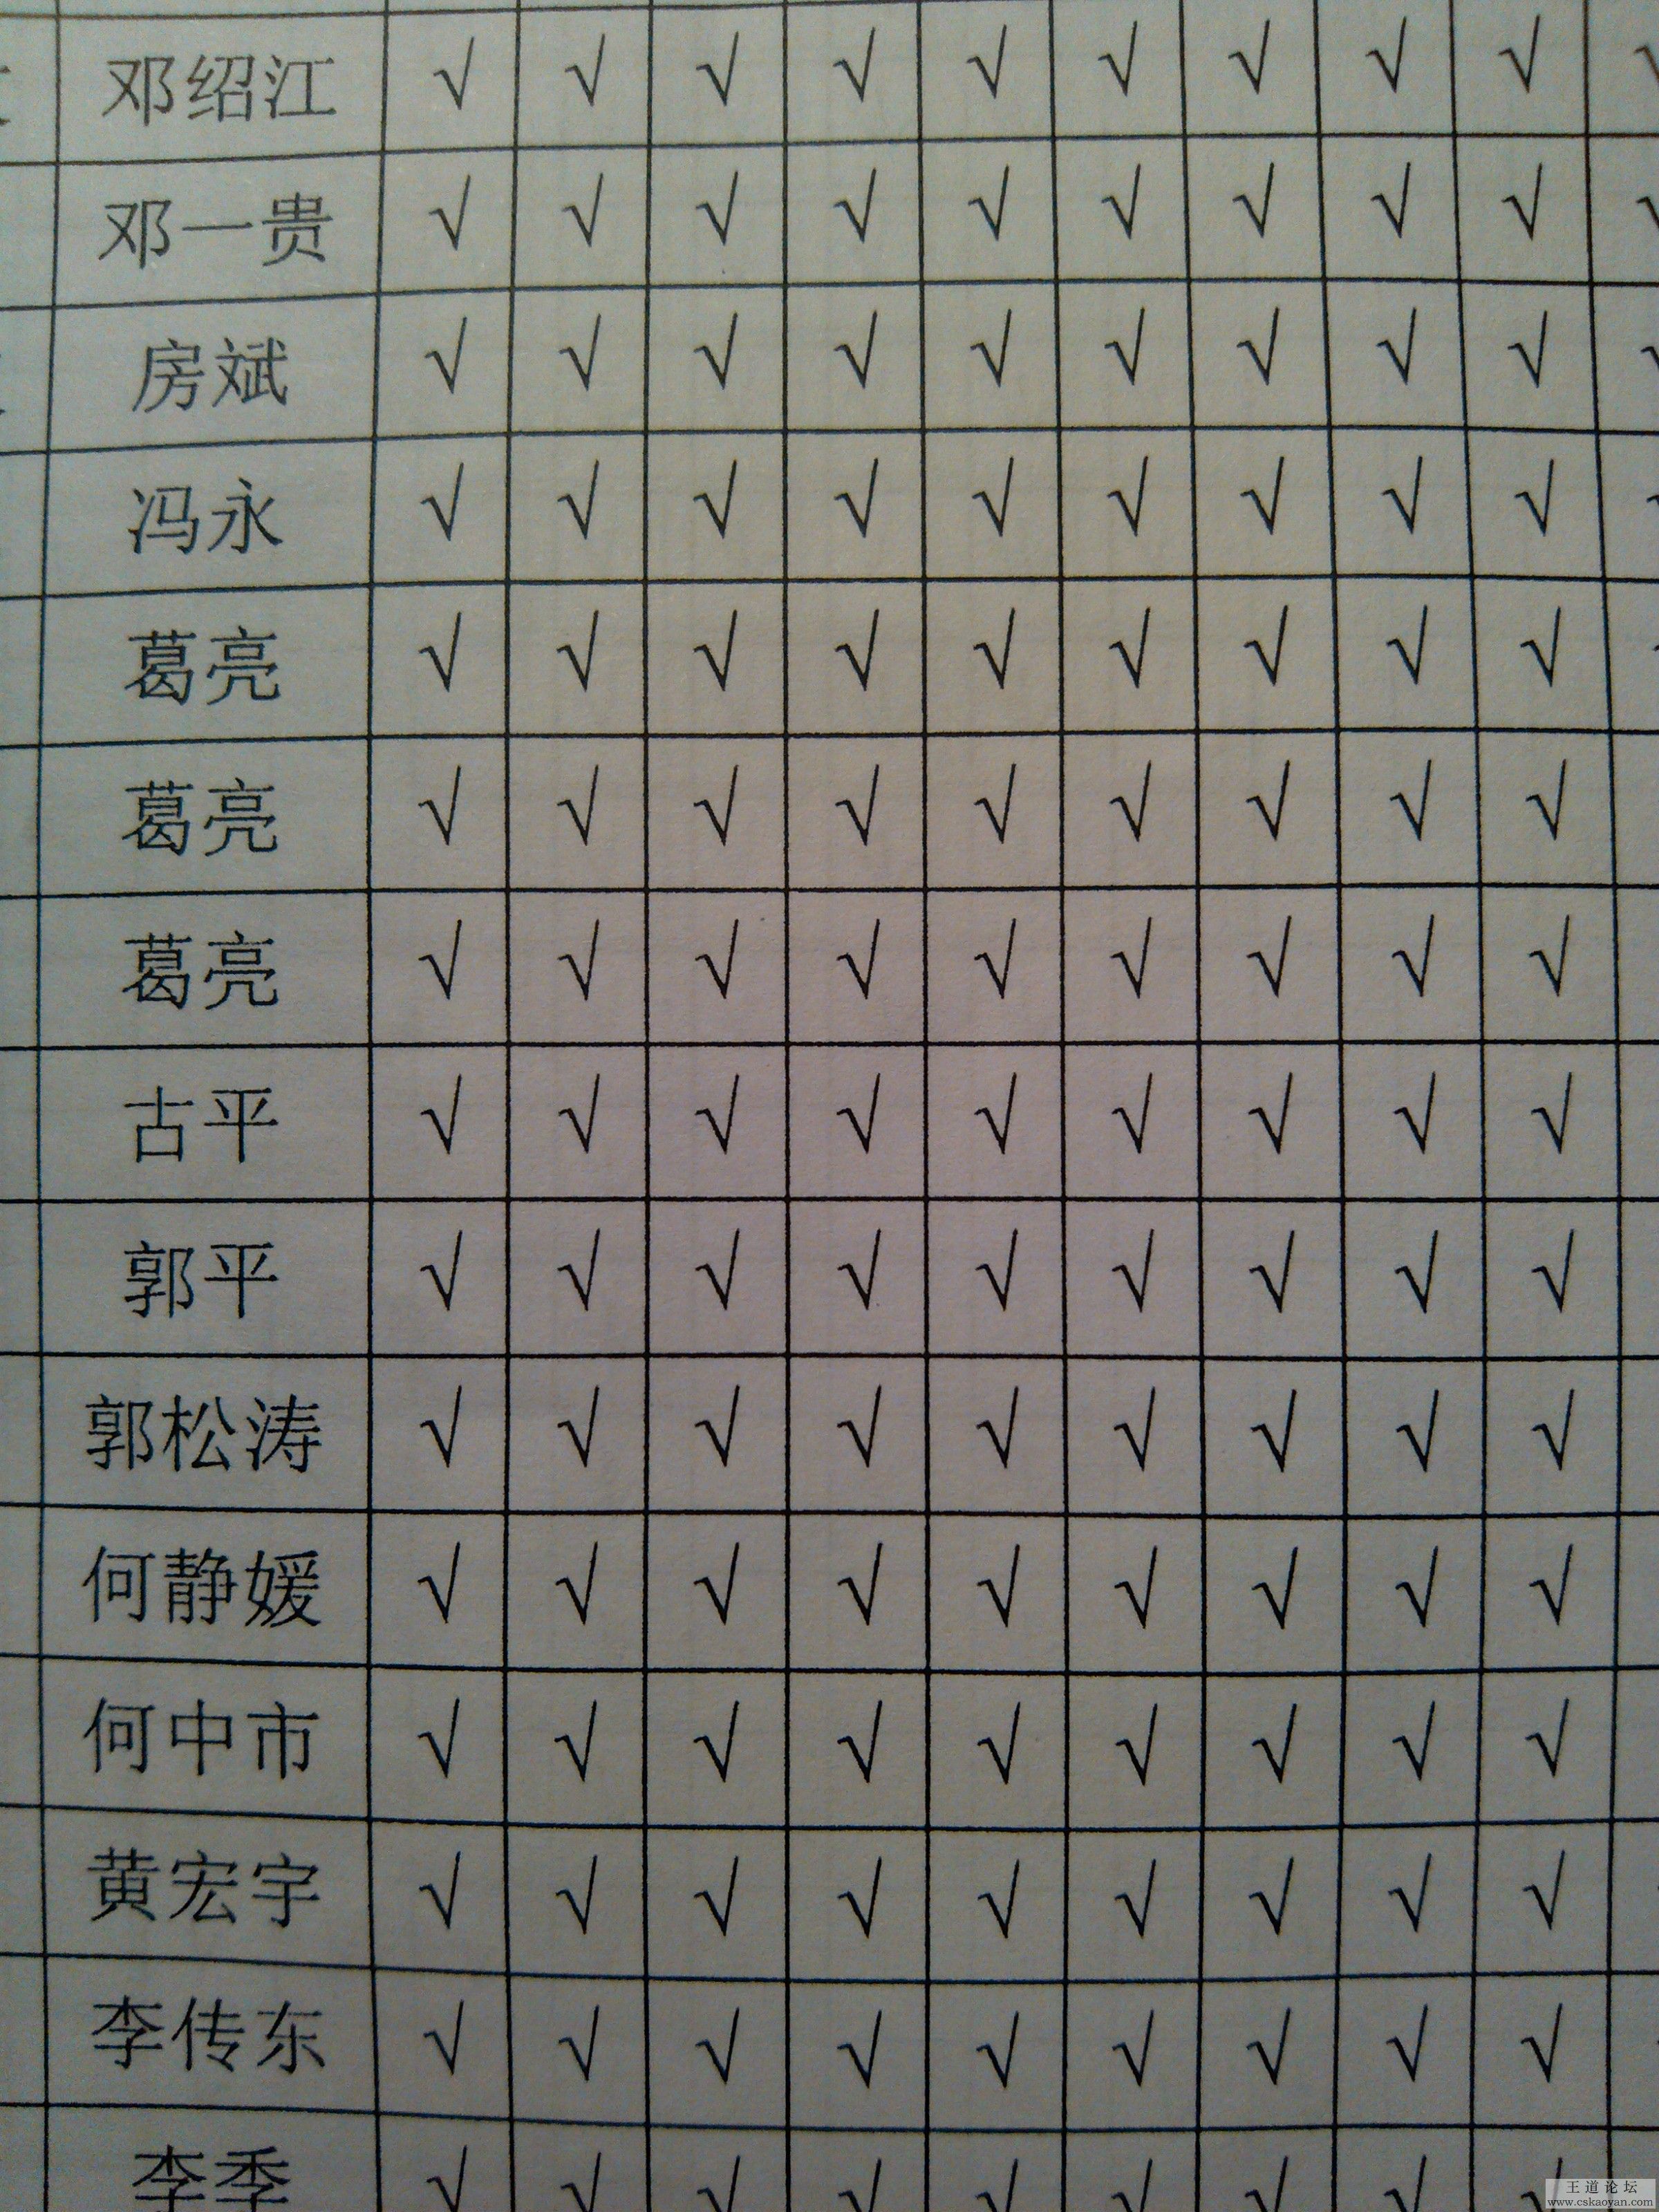 邓绍江 √ √ √ √ √ √ √ √ √
邓一贵 √ √ √ √ √ √ √ √ √
房斌 √ √ √ √ √ √ √ √ √
冯永 √ √ √ √ √ √ √ √ √
葛亮 √ √ √ √ √ √ √ √ √
葛亮 √ √ √ √ √ √ √ √ √
葛亮 √ √ √ √ √ √ √ √ √
古平 √ √ √ √ √ √ √ √ √
郭平 √ √ √ √ √ √ √ √ √
郭松涛 √ √ √ √ √ √ √ √ √
何静媛 √ √ √ √ √ √ √ √ √
何中市 √ √ √ √ √ √ √ √ √
黄宏宇 √ √ √ √ √ √ √ √ √
李传东 √ √ √ √ √ √ √ √ √
李季 √ √ √ √ √ √ √ √ √
王道论坛
www.cskaoyan.com